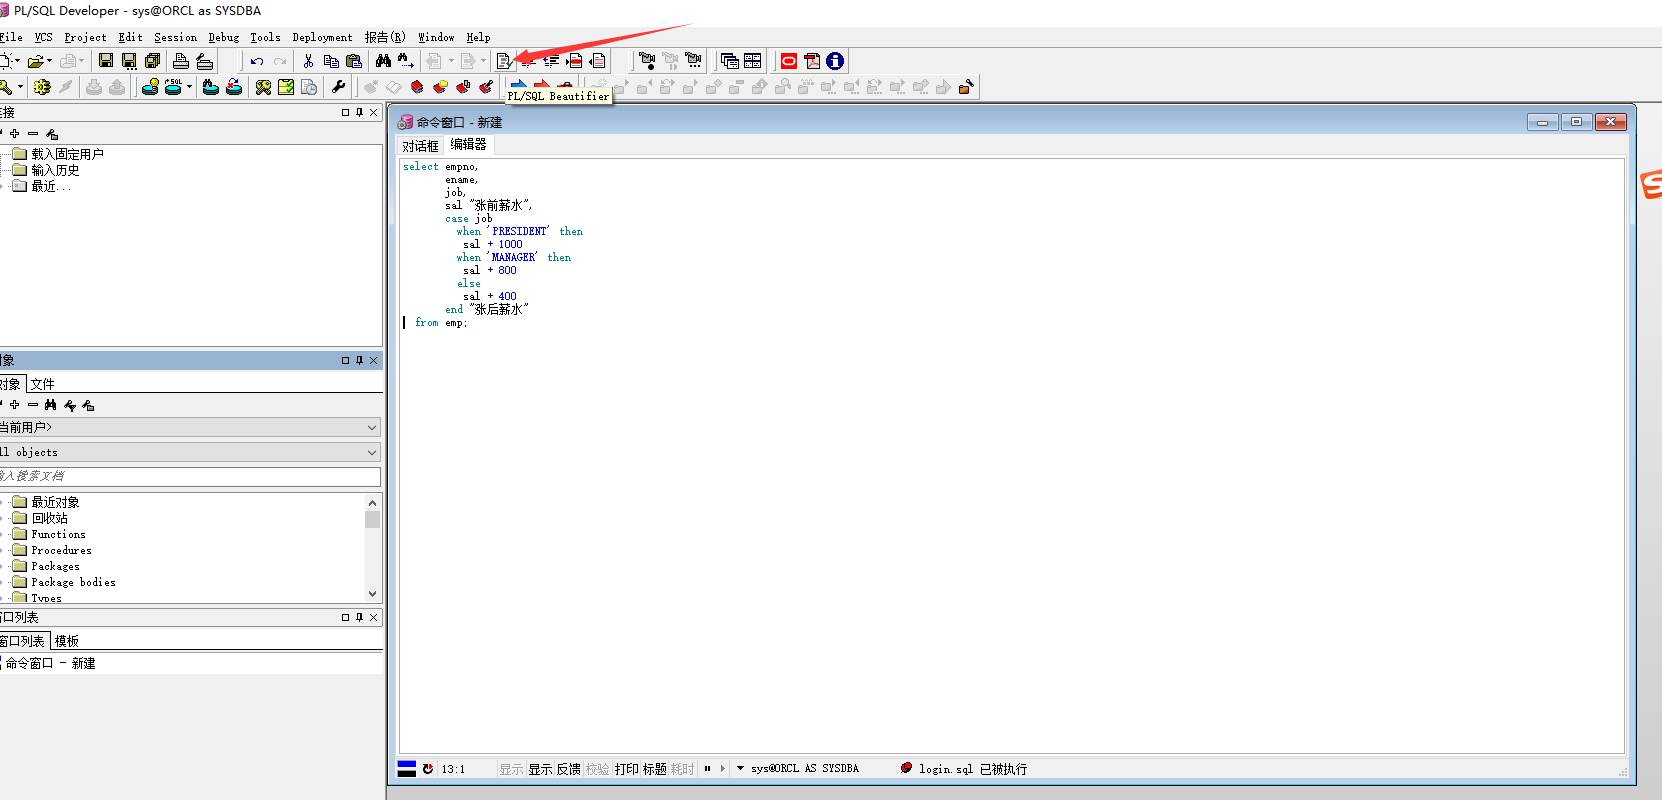 PL/SQL Developer - sys@ORCL as SYSDBA
File VCS Project Edit Session Debug Tools Deployment 报告(R) Window Help
PL/SQL Beautifier
连接
载入固定用户
输入历史
最近...
对象
对象 文件
当前用户>
All objects
输入搜索文档
最近对象
回收站
Functions
Procedures
Packages
Package bodies
Types
窗口列表
窗口列表 模板
命令窗口 - 新建
命令窗口 - 新建
对话框 编辑器
select empno,
ename,
job,
sal "涨前薪水",
case job
when 'PRESIDENT' then
sal + 1000
when 'MANAGER' then
sal + 800
else
sal + 400
end "涨后薪水"
from emp;
13:1 显示 显示 反馈 校验 打印 标题 耗时 sys@ORCL AS SYSDBA login.sql 已被执行